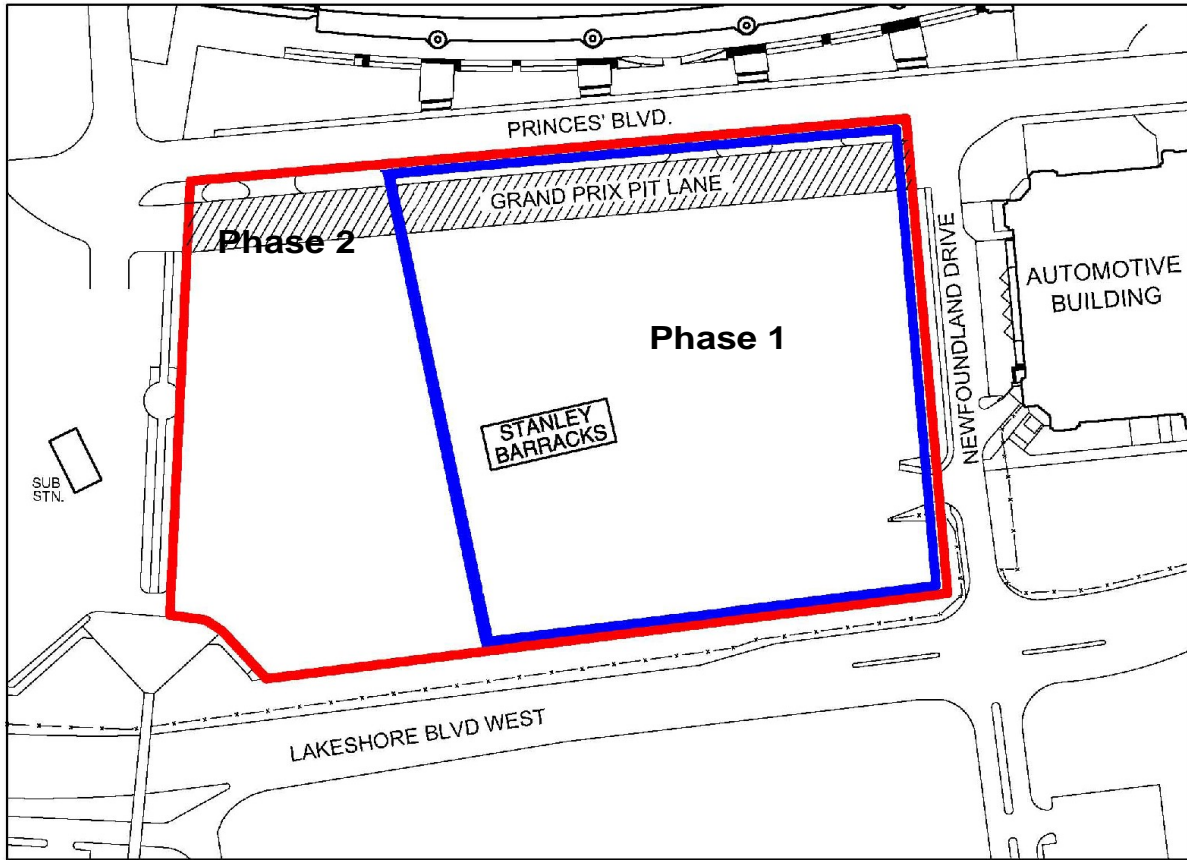 PRINCES' BLVD.
GRAND PRIX PIT LANE
Phase 2
Phase 1
NEWFOUNDLAND DRIVE
AUTOMOTIVE
BUILDING
STANLEY
BARRACKS
SUB
STN.
LAKESHORE BLVD WEST